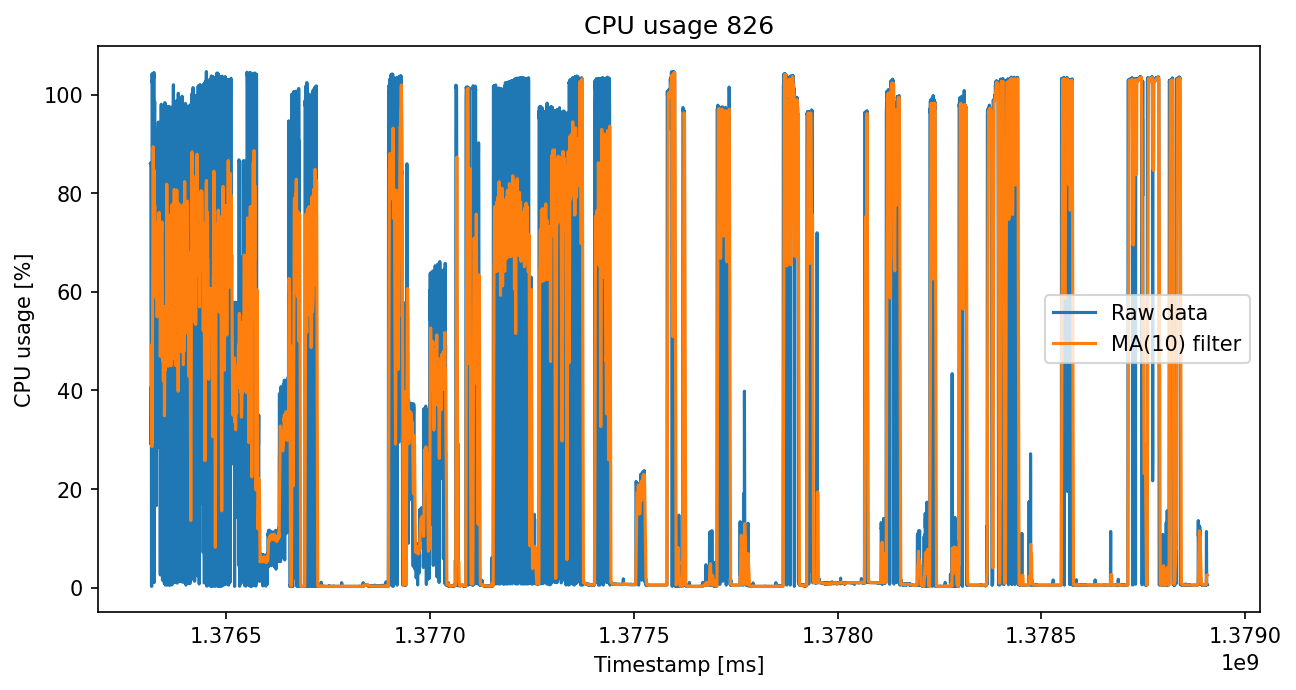 CPU usage 826
CPU usage [%]
100
80
60
40
20
0
Raw data
MA(10) filter
1.3765 1.3770 1.3775 1.3780 1.3785 1.3790
1e9
Timestamp [ms]